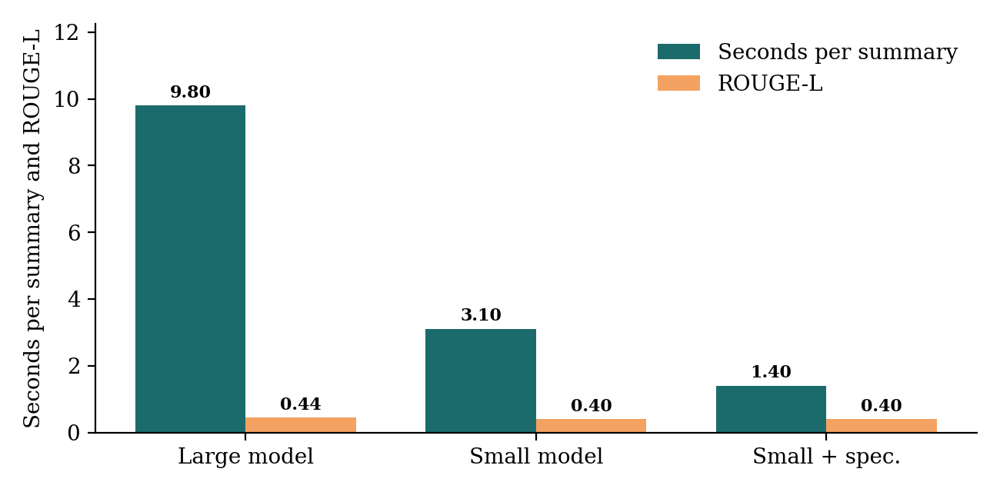 Seconds per summary and ROUGE-L
12
10
8
6
4
2
0
Seconds per summary
ROUGE-L
9.80
0.44
3.10
0.40
1.40
0.40
Large model
Small model
Small + spec.